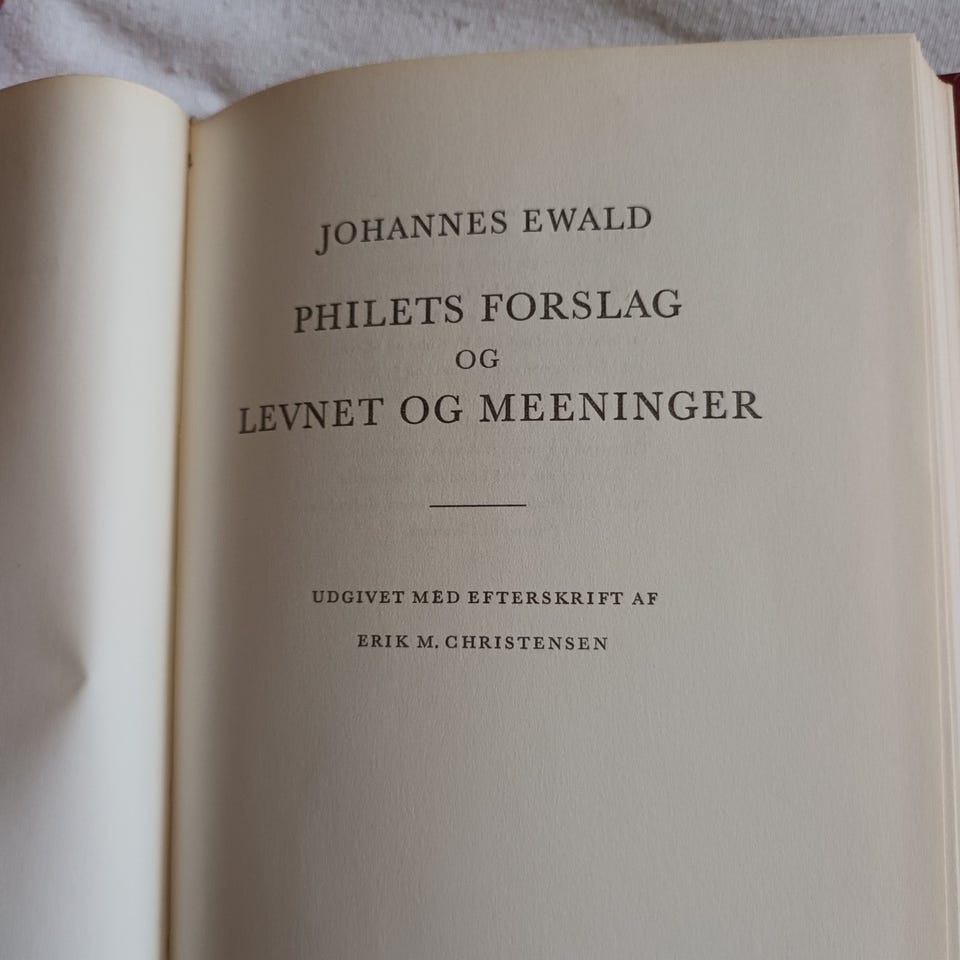 JOHANNES EWALD
PHILETS FORSLAG
OG
LEVNET OG MEENINGER
UDGIVET MED EFTERSKRIFT AF
ERIK M. CHRISTENSEN